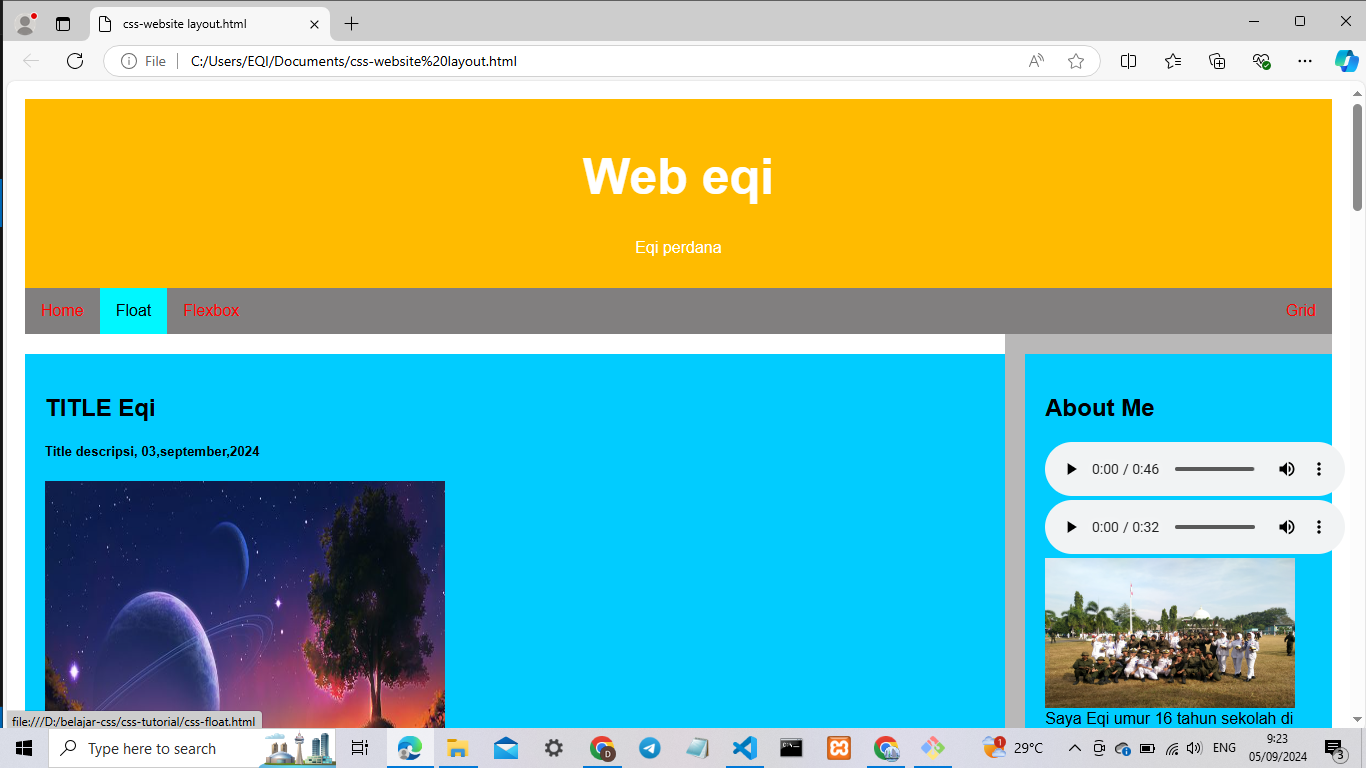 css-website layout.html
File
C:/Users/EQI/Documents/css-website%20layout.html
Web eqi
Eqi perdana
Home Float Flexbox Grid
TITLE Eqi
Title descripsi, 03,september,2024
About Me
0:00 / 0:46
0:00 / 0:32
Saya Eqi umur 16 tahun sekolah di
file:///D:/belajar-css/css-tutorial/css-float.html
Type here to search
D
1
29°C
ENG
9:23
05/09/2024
3